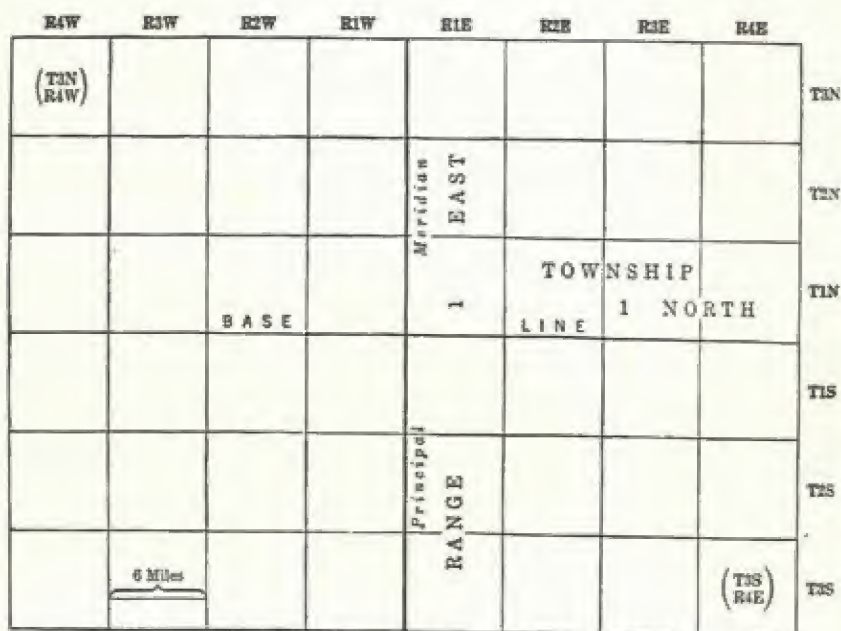 R4W R3W R2W R1W R1E R2E R3E R4E
(T3N
R4W)
T3N
Meridian
EAST
T2N
TOWNSHIP
1
1 NORTH
T1N
BASE
LINE
T1S
Principal
RANGE
T2S
6 Miles
(T3S
R4E)
T3S